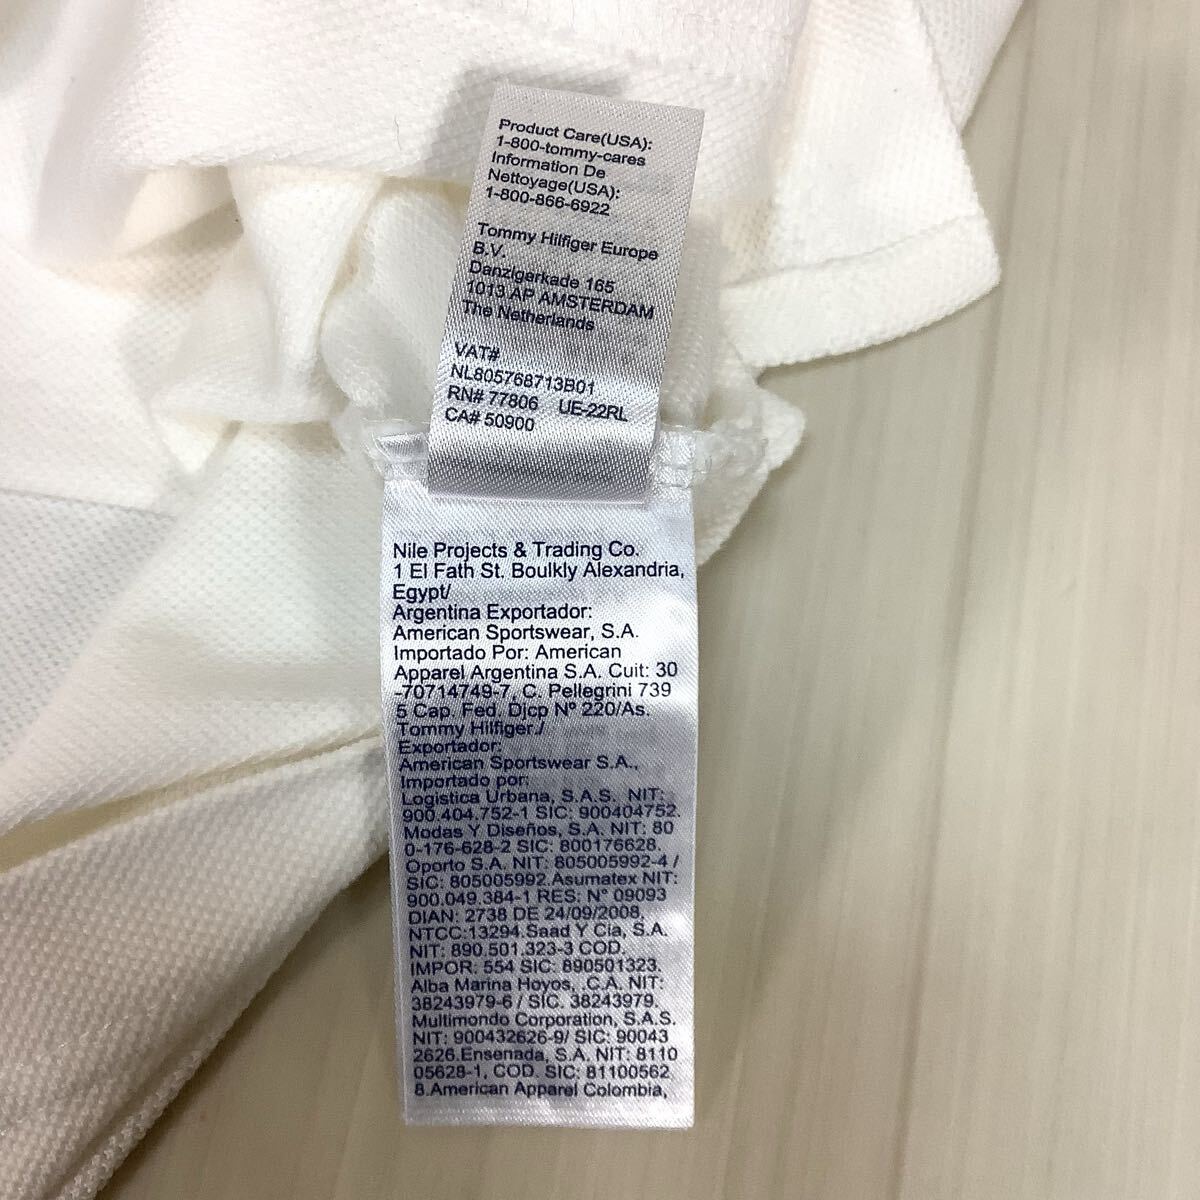 Product Care(USA):
1-800-tommy-cares
Information De
Nettoyage(USA):
1-800-866-6922
Tommy Hilfiger Europe
B.V.
Danzigerkade 165
1013 AP AMSTERDAM
The Netherlands
VAT#
NL805768713B01
RN# 77806 UE-22RL
CA# 50900
Nile Projects & Trading Co.
1 El Fath St. Boulkly Alexandria,
Egypt/
Argentina Exportador:
American Sportswear, S.A.
Importado Por: American
Apparel Argentina S.A. Cuit: 30
-70714749-7, C. Pellegrini 739
5 Cap. Fed. Djcp Nº 220/As.
Tommy Hilfiger./
Exportador:
American Sportswear S.A.,
Importado por:
Logistica Urbana, S.A.S. NIT:
900.404.752-1 SIC: 900404752.
Modas Y Diseños, S.A. NIT: 80
0-176-628-2 SIC: 800176628.
Oporto S.A. NIT: 805005992-4 /
SIC: 805005992.Asumatex NIT:
900.049.384-1 RES: N° 09093
DIAN: 2738 DE 24/09/2008,
NTCC:13294.Saad Y Cia, S.A.
NIT: 890.501.323-3 COD.
IMPOR: 554 SIC: 890501323.
Alba Marina Hoyos, .C.A. NIT:
38243979-6 / SIC. 38243979.
Multimondo Corporation, S.A.S.
NIT: 900432626-9/ SIC: 90043
2626.Ensenada, S.A. NIT: 8110
05628-1, COD. SIC: 81100562
8.American Apparel Colombia,